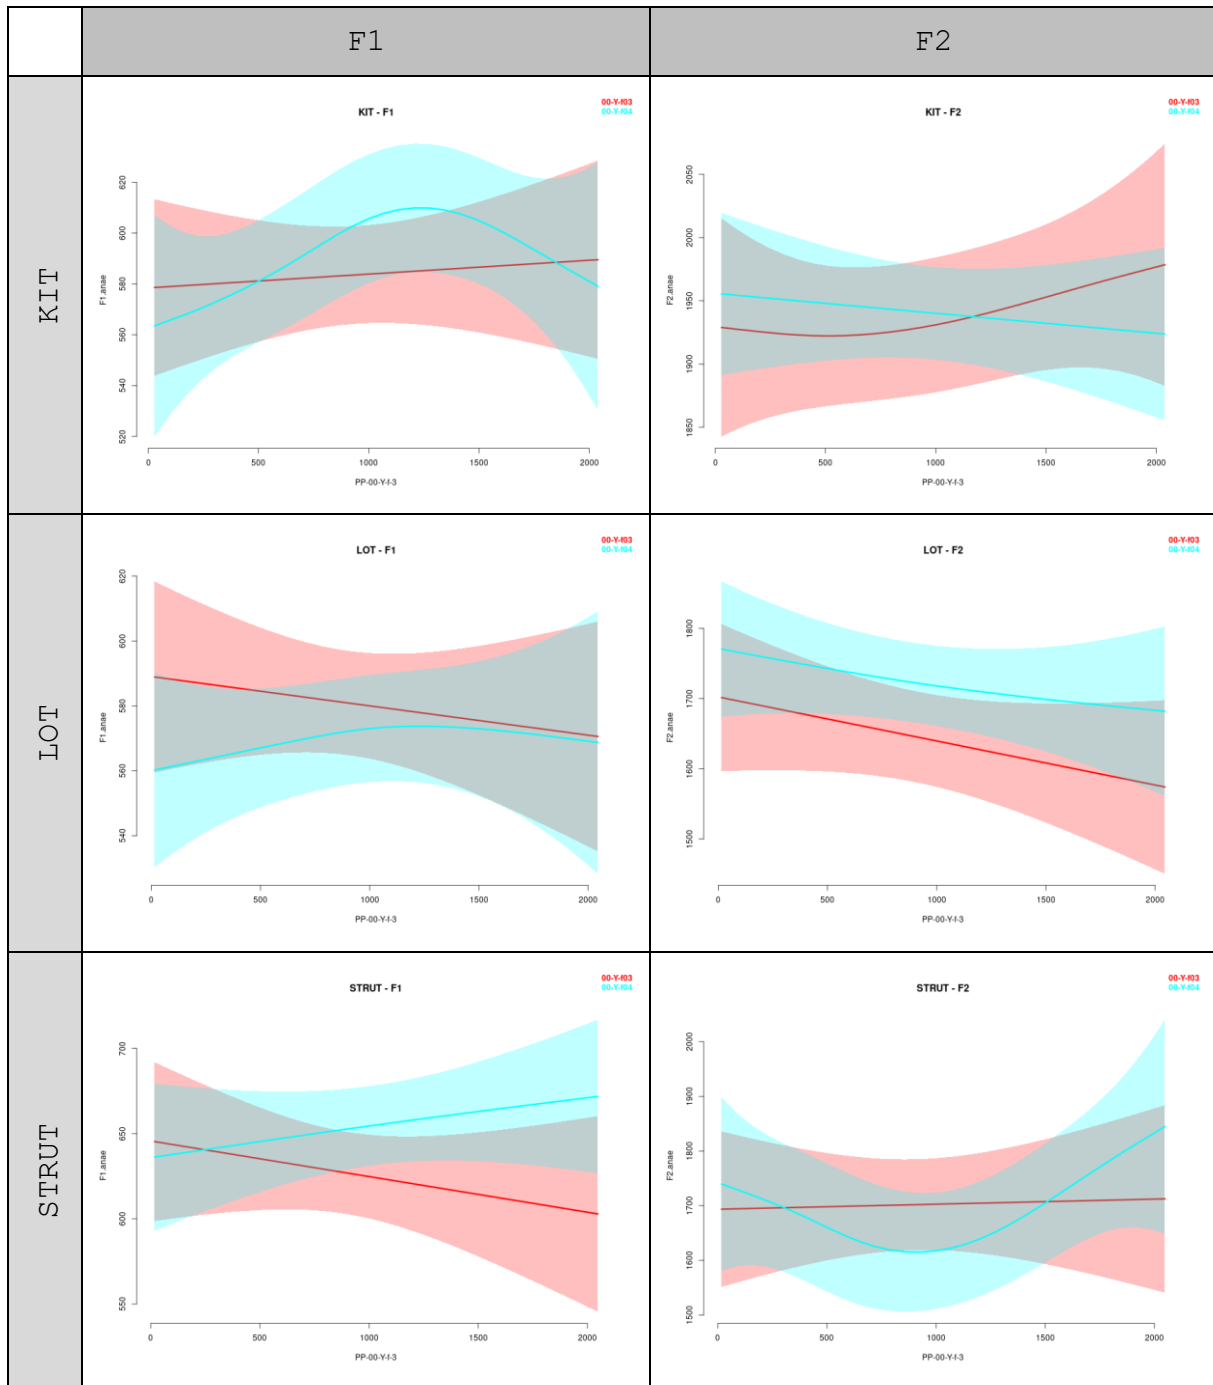 F1
F2
KIT
KIT - F1
00-Y-f03
00-Y-f04
F1.anae
620
600
580
560
540
520
0 500 1000 1500 2000
PP-00-Y-f-3
KIT - F2
00-Y-f03
00-Y-f04
F2.anae
2050
2000
1950
1900
1850
0 500 1000 1500 2000
PP-00-Y-f-3
LOT
LOT - F1
00-Y-f03
00-Y-f04
F1.anae
620
600
580
560
540
0 500 1000 1500 2000
PP-00-Y-f-3
LOT - F2
00-Y-f03
00-Y-f04
F2.anae
1800
1700
1600
1500
0 500 1000 1500 2000
PP-00-Y-f-3
STRUT
STRUT - F1
00-Y-f03
00-Y-f04
F1.anae
700
650
600
550
0 500 1000 1500 2000
PP-00-Y-f-3
STRUT - F2
00-Y-f03
00-Y-f04
F2.anae
2000
1900
1800
1700
1600
1500
0 500 1000 1500 2000
PP-00-Y-f-3